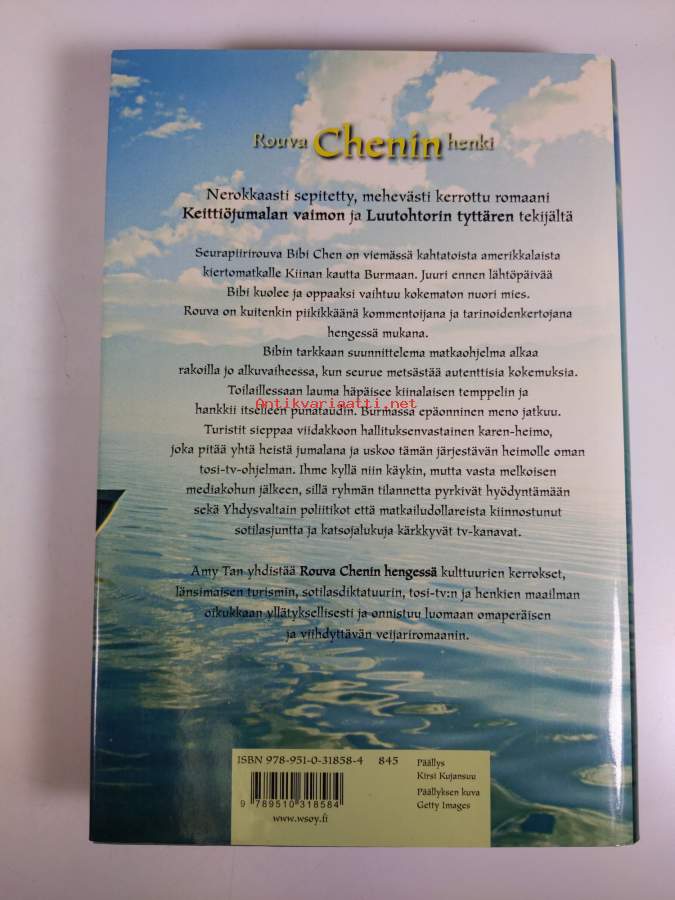 Rouva Chenin henki
Nerokkaasti sepitetty, mehevästi kerrottu romaani
Keittiöjumalan vaimon ja Luutohtorin tyttären tekijältä
Seurapiirirouva Bibi Chen on viemässä kahtatoista amerikkalaista
kiertomatkalle Kiinan kautta Burmaan. Juuri ennen lähtöpäivää
Bibi kuolee ja oppaaksi vaihtuu kokematon nuori mies.
Rouva on kuitenkin piikikkäänä kommentoijana ja tarinoidenkertojana
hengessä mukana.
Bibin tarkkaan suunnittelema matkaohjelma alkaa
rakoilla jo alkuvaiheessa, kun seurue metsästää autenttisia kokemuksia.
Toilaillessaan lauma häpäisee kiinalaisen temppelin ja
Antikvariaatti.net
hankkii itselleen punataudin. Burmassa epäonninen meno jatkuu.
Turistit sieppaa viidakkoon hallituksenvastainen karen-heimo,
joka pitää yhtä heistä jumalana ja uskoo tämän järjestävän heimolle oman
tosi-tv-ohjelman. Ihme kyllä niin käykin, mutta vasta melkoisen
mediakohun jälkeen, sillä ryhmän tilannetta pyrkivät hyödyntämään
sekä Yhdysvaltain poliitikot että matkailudollareista kiinnostunut
sotilasjuntta ja katsojalukuja kärkkyvät tv-kanavat.
Amy Tan yhdistää Rouva Chenin hengessä kulttuurien kerrokset,
länsimaisen turismin, sotilasdiktatuurin, tosi-tv:n ja henkien maailman
oikukkaan yllätyksellisesti ja onnistuu luomaan omaperäisen
ja viihdyttävän veijariromaanin.
ISBN 978-951-0-31858-4 845
9 789510 318584
www.wsoy.fi
Päällys
Kirsi Kujansuu
Päällyksen kuva
Getty Images